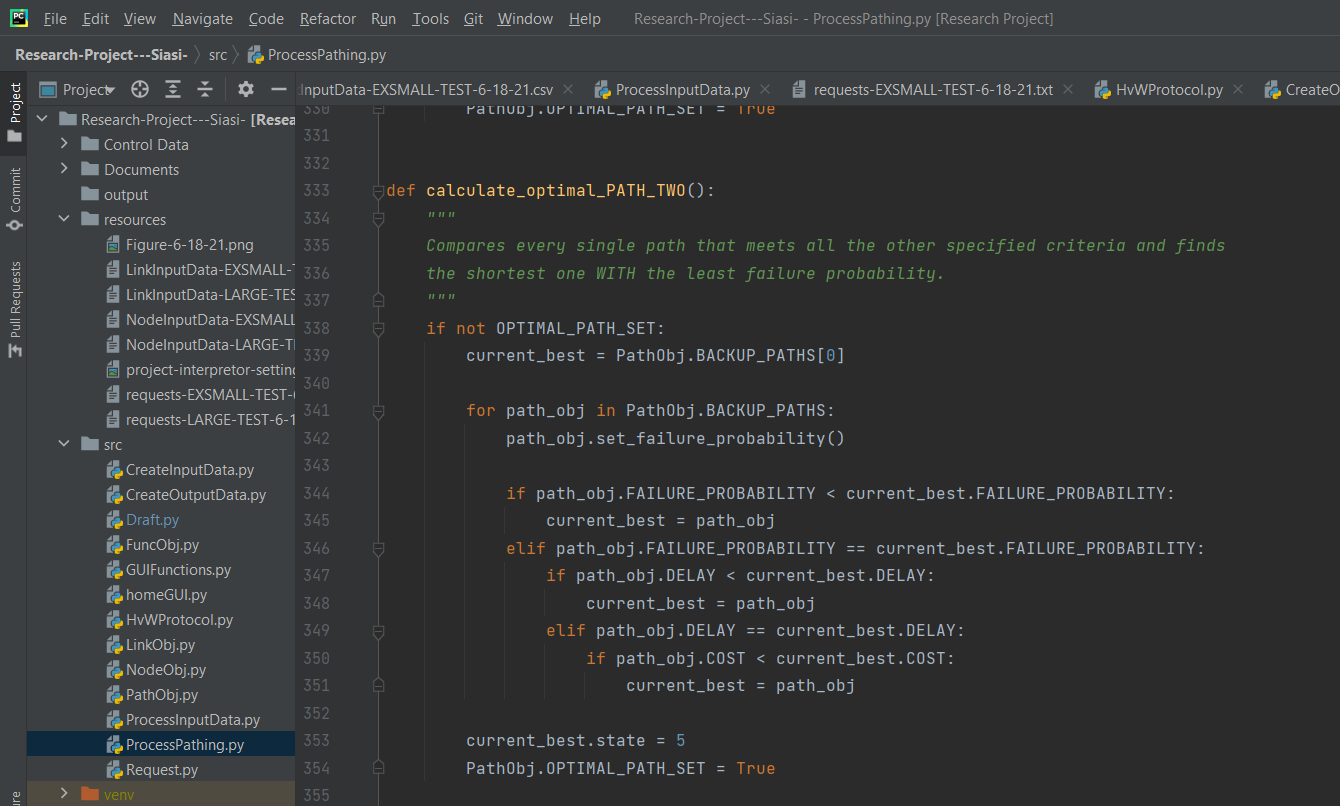 PC File Edit View Navigate Code Refactor Run Tools Git Window Help Research-Project---Siasi- - ProcessPathing.py [Research Project]
Research-Project---Siasi- src ProcessPathing.py
Project
Commit
Pull Requests
Project
InputData-EXSMALL-TEST-6-18-21.csv ProcessInputData.py requests-EXSMALL-TEST-6-18-21.txt HvWProtocol.py CreateO
Research-Project---Siasi- [Resea
Control Data
Documents
output
resources
Figure-6-18-21.png
LinkInputData-EXSMALL-T
LinkInputData-LARGE-TES
NodeInputData-EXSMALL
NodeInputData-LARGE-T
project-interpretor-setting
requests-EXSMALL-TEST-6
requests-LARGE-TEST-6-1
src
CreateInputData.py
CreateOutputData.py
Draft.py
FuncObj.py
GUIFunctions.py
homeGUI.py
HvWProtocol.py
LinkObj.py
NodeObj.py
PathObj.py
ProcessInputData.py
ProcessPathing.py
Request.py
venv
330 PathObj.OPTIMAL_PATH_SET = True
331
332
333 def calculate_optimal_PATH_TWO():
334 """
335 Compares every single path that meets all the other specified criteria and finds
336 the shortest one WITH the least failure probability.
337 """
338 if not OPTIMAL_PATH_SET:
339 current_best = PathObj.BACKUP_PATHS[0]
340
341 for path_obj in PathObj.BACKUP_PATHS:
342 path_obj.set_failure_probability()
343
344 if path_obj.FAILURE_PROBABILITY < current_best.FAILURE_PROBABILITY:
345 current_best = path_obj
346 elif path_obj.FAILURE_PROBABILITY == current_best.FAILURE_PROBABILITY:
347 if path_obj.DELAY < current_best.DELAY:
348 current_best = path_obj
349 elif path_obj.DELAY == current_best.DELAY:
350 if path_obj.COST < current_best.COST:
351 current_best = path_obj
352
353 current_best.state = 5
354 PathObj.OPTIMAL_PATH_SET = True
355